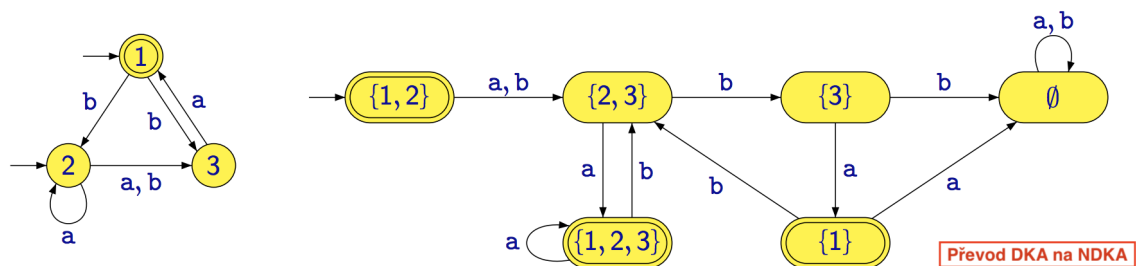 1
b
b
a
2
a, b
3
a
{1, 2}
a, b
{2, 3}
b
{3}
b
∅
a, b
a
b
b
a
a
a
{1, 2, 3}
{1}
Převod DKA na NDKA